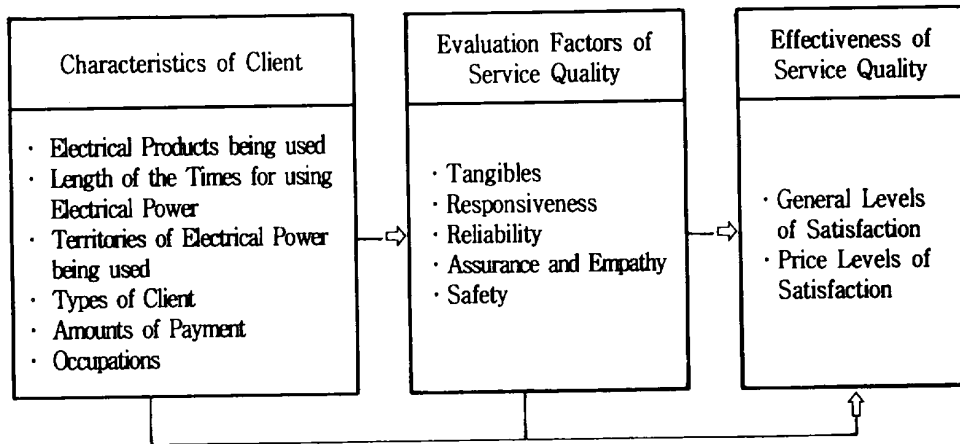 Characteristics of Client
· Electrical Products being used
· Length of the Times for using
Electrical Power
· Territories of Electrical Power
being used
· Types of Client
· Amounts of Payment
· Occupations
Evaluation Factors of
Service Quality
· Tangibles
· Responsiveness
· Reliability
· Assurance and Empathy
· Safety
Effectiveness of
Service Quality
· General Levels
of Satisfaction
· Price Levels of
Satisfaction